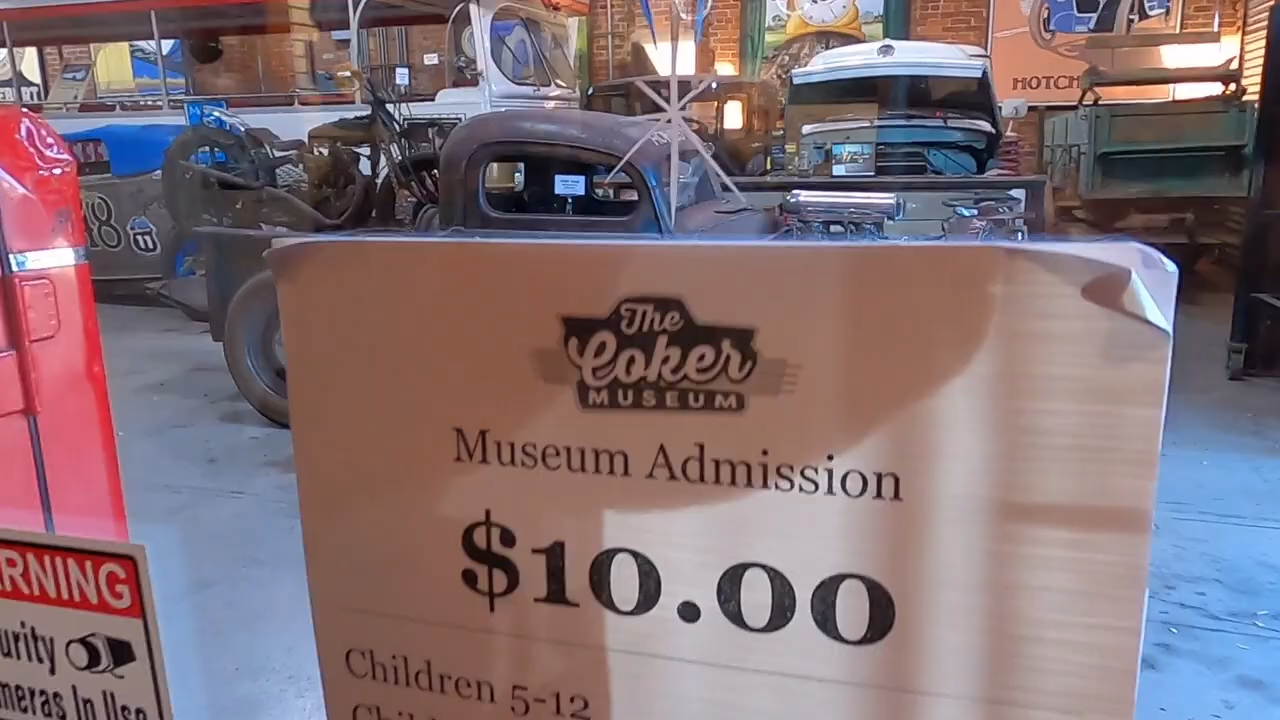 HOTCH
The
Coker
MUSEUM
Museum Admission
$10.00
Children 5-12
RNING
urity
meras In Use